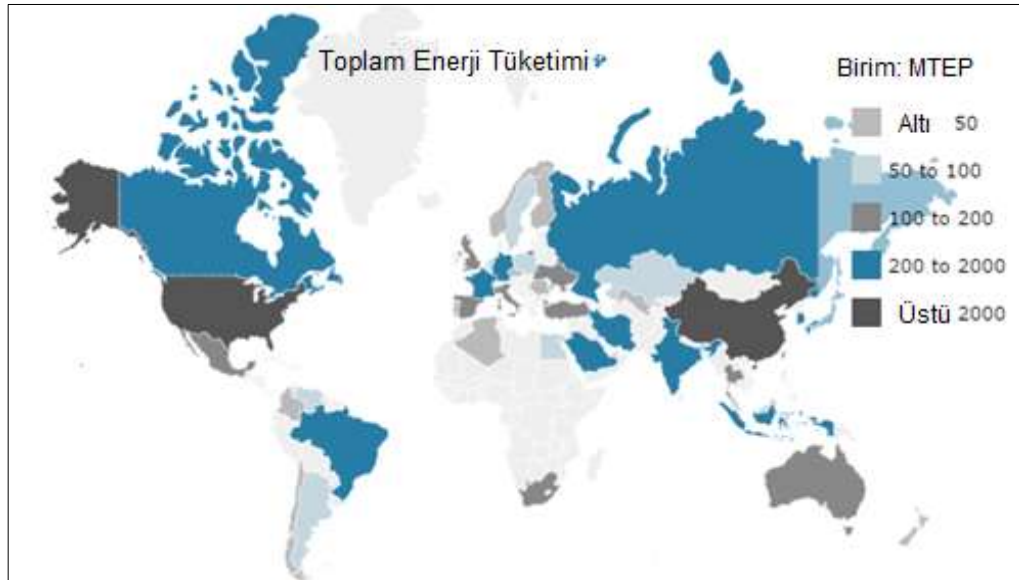 Toplam Enerji Tüketimi
Birim: MTEP
Altı 50
50 to 100
100 to 200
200 to 2000
Üstü 2000